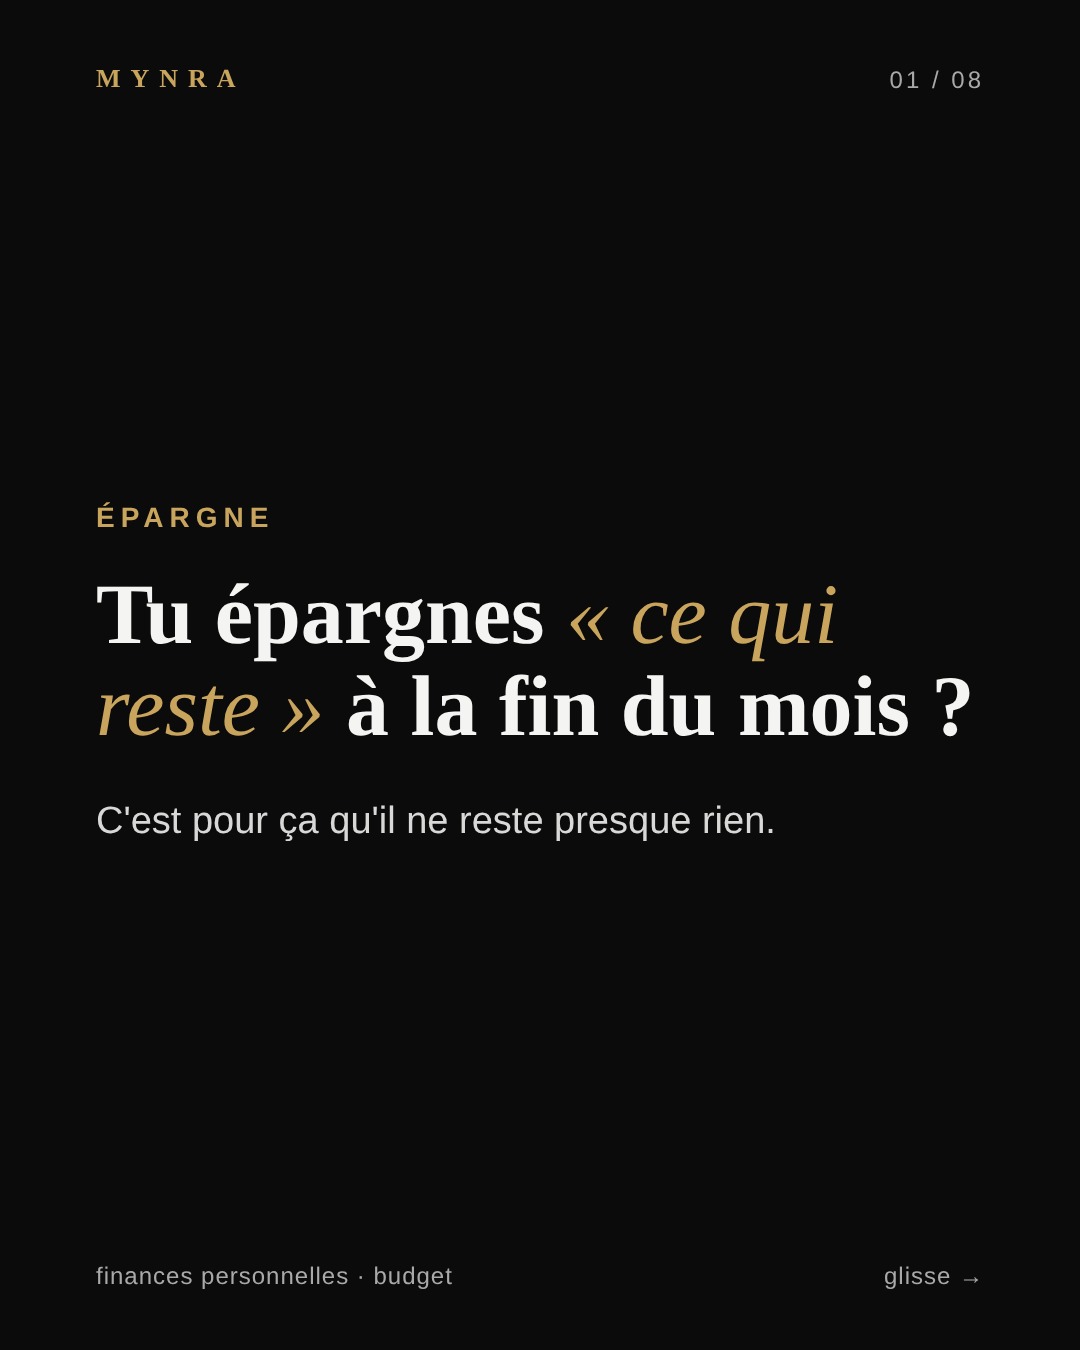 MYNRA
01 / 08
ÉPARGNE
Tu épargnes « ce qui
reste » à la fin du mois ?
C'est pour ça qu'il ne reste presque rien.
finances personnelles · budget
glisse →